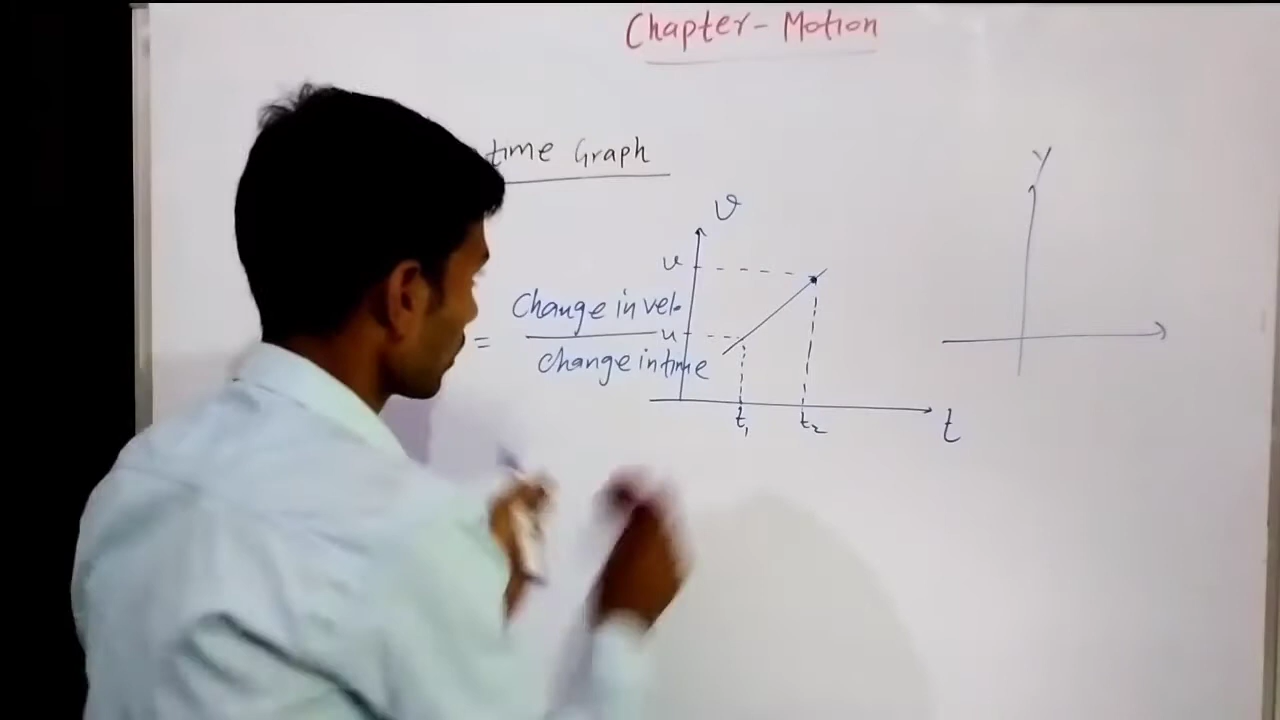 Chapter - Motion
time Graph
y
v
v
= Change in vel.
u
change in time
t₁
t₂
t